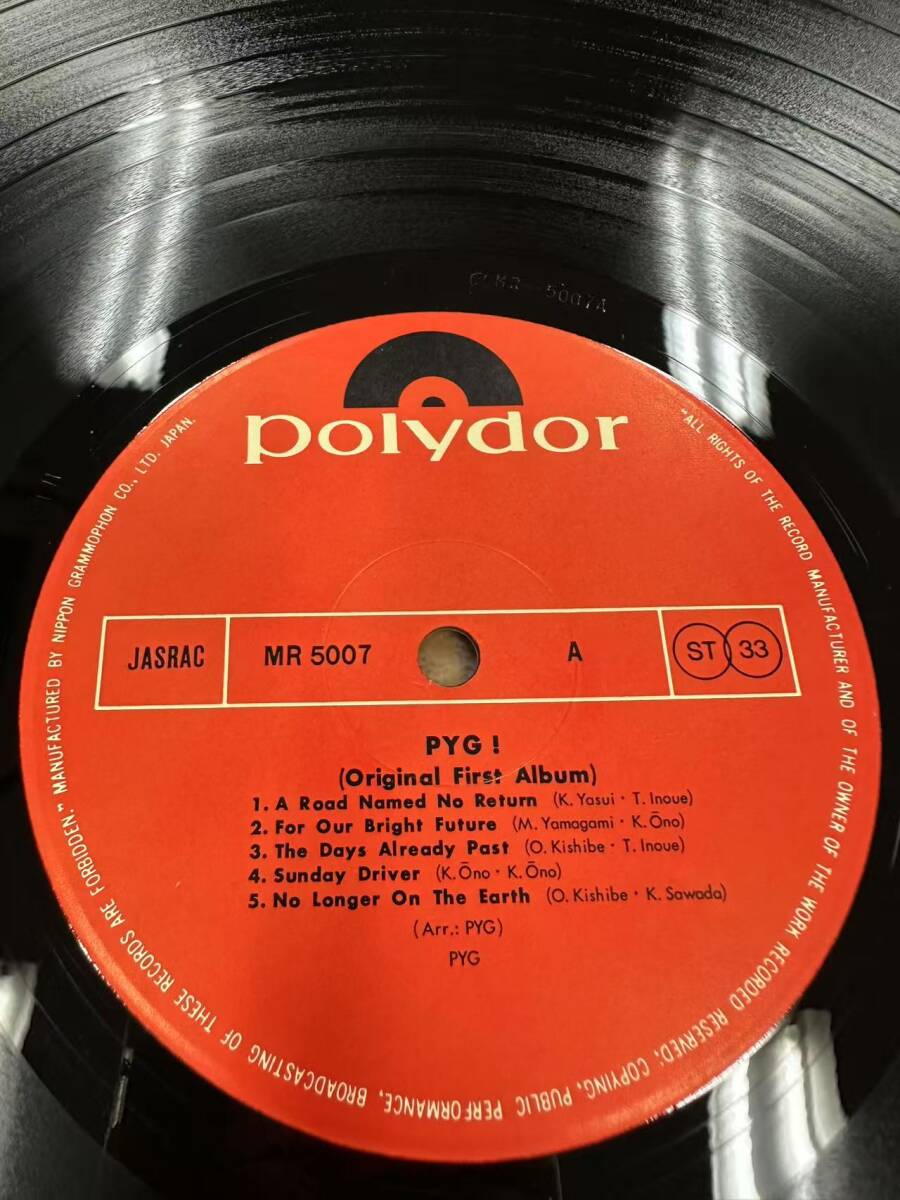 MR 5007A
polydor
JASRAC MR 5007 A ST 33
PYG !
(Original First Album)
1. A Road Named No Return (K. Yasui · T. Inoue)
2. For Our Bright Future (M. Yamagami · K. Ōno)
3. The Days Already Past (O. Kishibe · T. Inoue)
4. Sunday Driver (K. Ōno · K. Ōno)
5. No Longer On The Earth (O. Kishibe · K. Sawada)
(Arr.: PYG)
PYG
"ALL RIGHTS OF THE RECORD MANUFACTURER AND OF THE OWNER OF THE WORK RECORDED RESERVED; COPYING, PUBLIC PERFORMANCE, BROADCASTING OF THESE RECORDS ARE FORBIDDEN." MANUFACTURED BY NIPPON GRAMMOPHON CO., LTD. JAPAN.